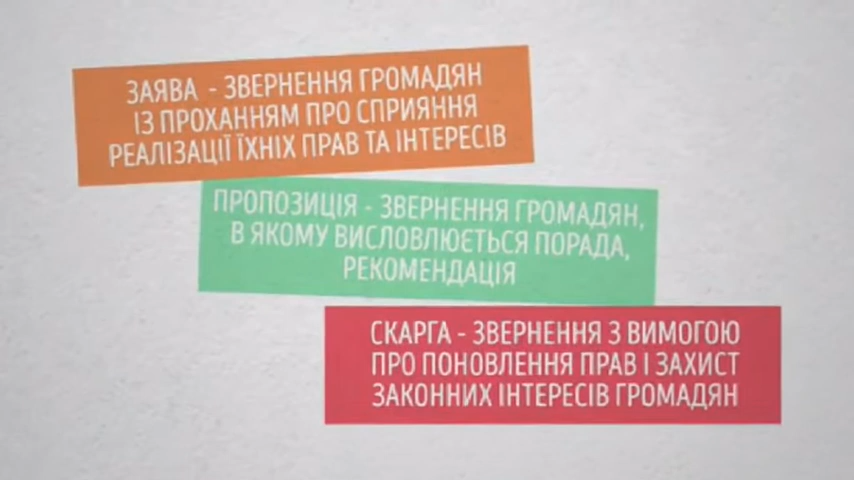 ЗАЯВА - ЗВЕРНЕННЯ ГРОМАДЯН
ІЗ ПРОХАННЯМ ПРО СПРИЯННЯ
РЕАЛІЗАЦІЇ ЇХНІХ ПРАВ ТА ІНТЕРЕСІВ
ПРОПОЗИЦІЯ - ЗВЕРНЕННЯ ГРОМАДЯН,
В ЯКОМУ ВИСЛОВЛЮЄТЬСЯ ПОРАДА,
РЕКОМЕНДАЦІЯ
СКАРГА - ЗВЕРНЕННЯ З ВИМОГОЮ
ПРО ПОНОВЛЕННЯ ПРАВ І ЗАХИСТ
ЗАКОННИХ ІНТЕРЕСІВ ГРОМАДЯН